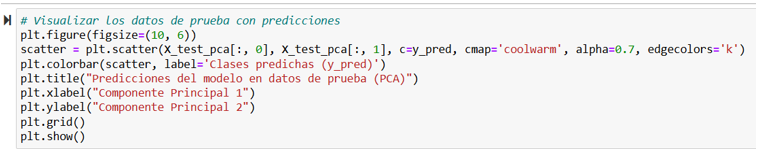 # Visualizar los datos de prueba con predicciones
plt.figure(figsize=(10, 6))
scatter = plt.scatter(X_test_pca[:, 0], X_test_pca[:, 1], c=y_pred, cmap='coolwarm', alpha=0.7, edgecolors='k')
plt.colorbar(scatter, label='Clases predichas (y_pred)')
plt.title("Predicciones del modelo en datos de prueba (PCA)")
plt.xlabel("Componente Principal 1")
plt.ylabel("Componente Principal 2")
plt.grid()
plt.show()